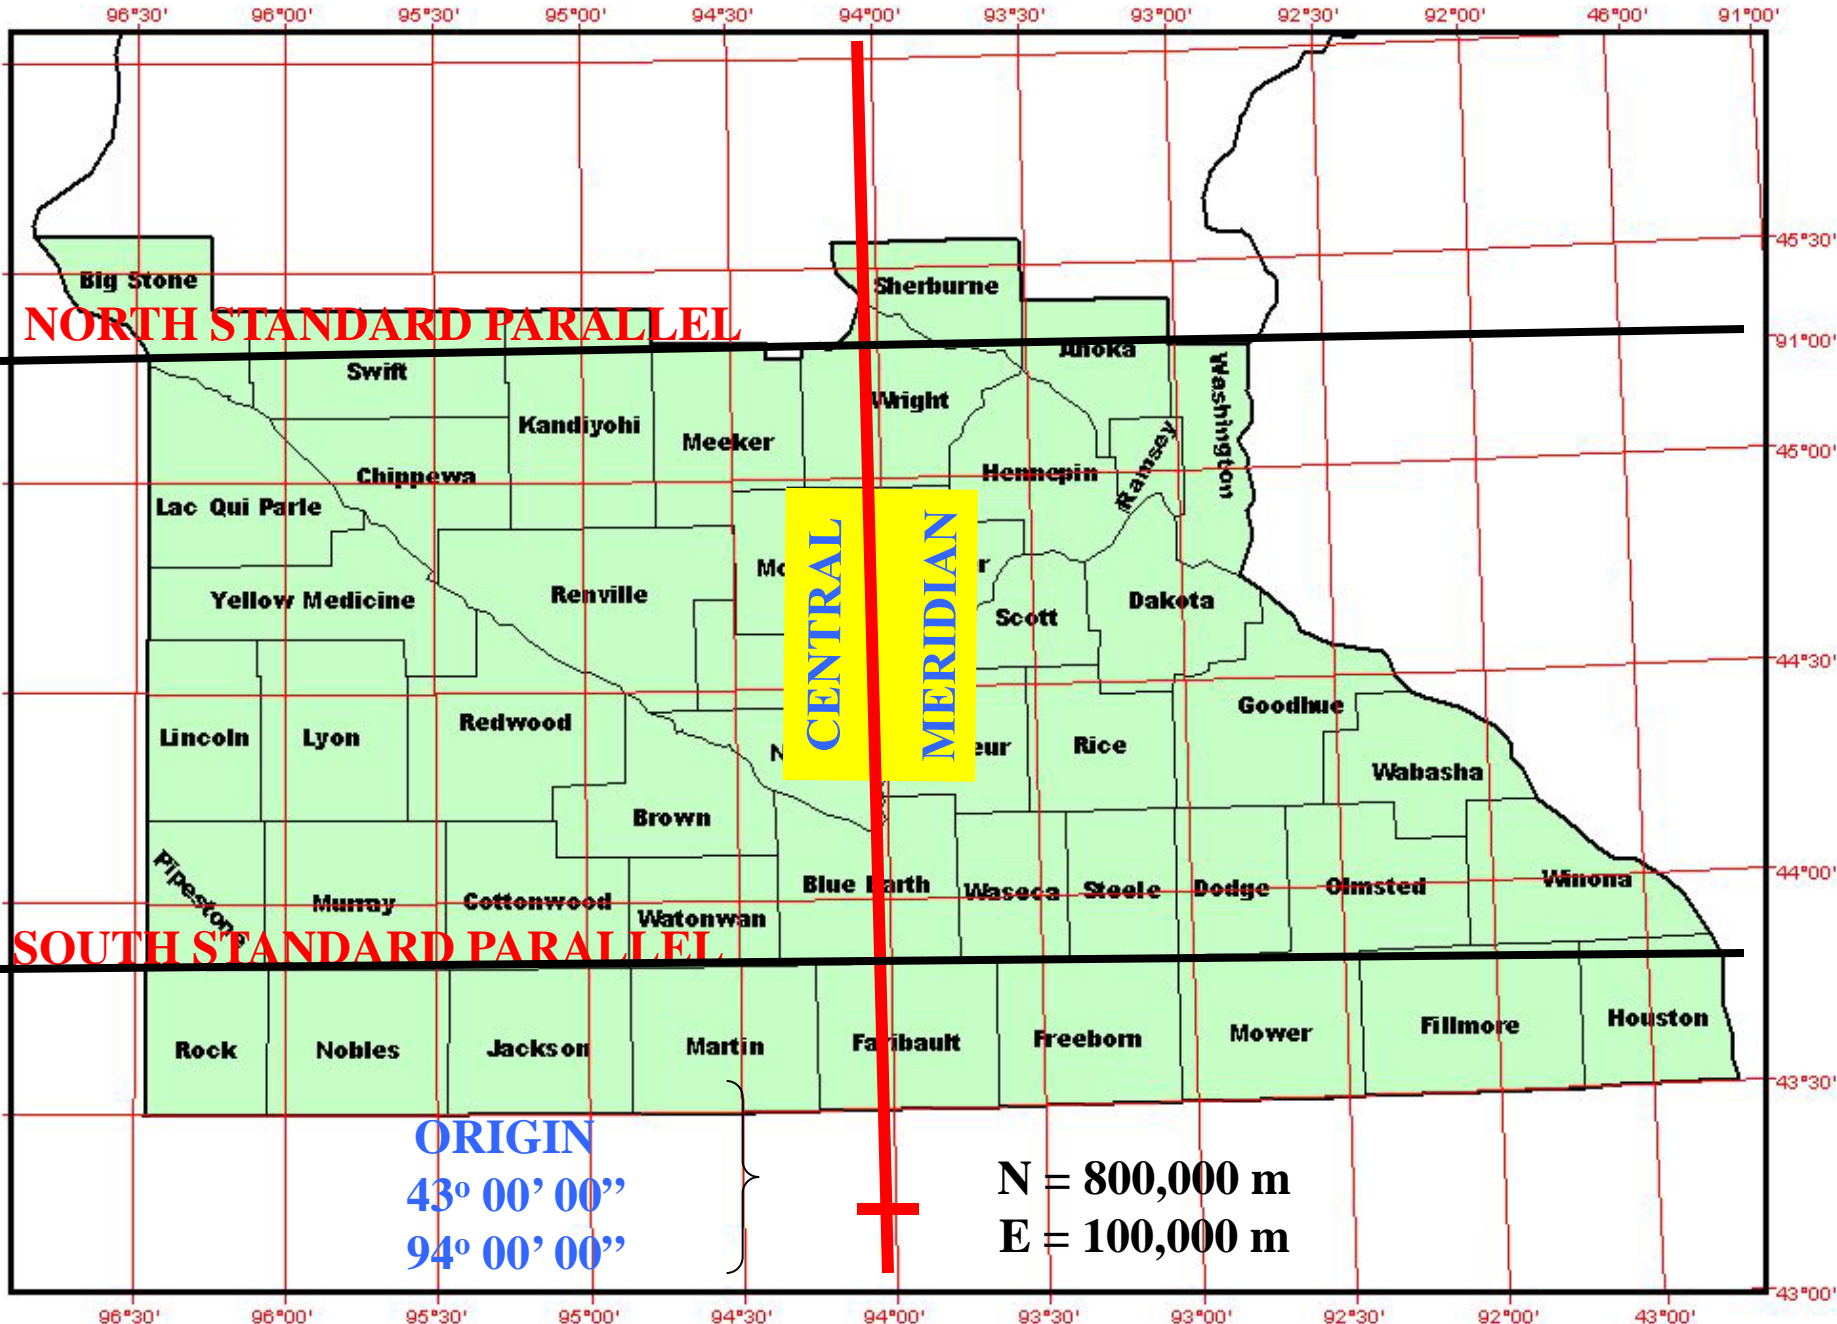 96°30' 96°00' 95°30' 95°00' 94°30' 94°00' 93°30' 93°00' 92°30' 92°00' 46°00' 91°00'
45°30'
Big Stone
Sherburne
NORTH STANDARD PARALLEL
91°00'
Anoka
Swift
Washington
Wright
Kandiyohi
Meeker
45°00'
Chippewa
Hennepin
Ramsey
Lac Qui Parle
CENTRAL
MERIDIAN
Mc
r
Renville
Yellow Medicine
Dakota
Scott
44°30'
Goodhue
Redwood
Lincoln
Lyon
N
eur
Rice
Wabasha
Brown
44°00'
Pipestone
Blue Earth
Waseca
Steele
Dodge
Olmsted
Winona
Murray
Cottonwood
Watonwan
SOUTH STANDARD PARALLEL
Rock
Nobles
Jackson
Martin
Faribault
Freeborn
Mower
Fillmore
Houston
43°30'
ORIGIN
43° 00' 00”
94° 00' 00”
N = 800,000 m
E = 100,000 m
43°00'
96°30' 96°00' 95°30' 95°00' 94°30' 94°00' 93°30' 93°00' 92°30' 92°00' 43°00'